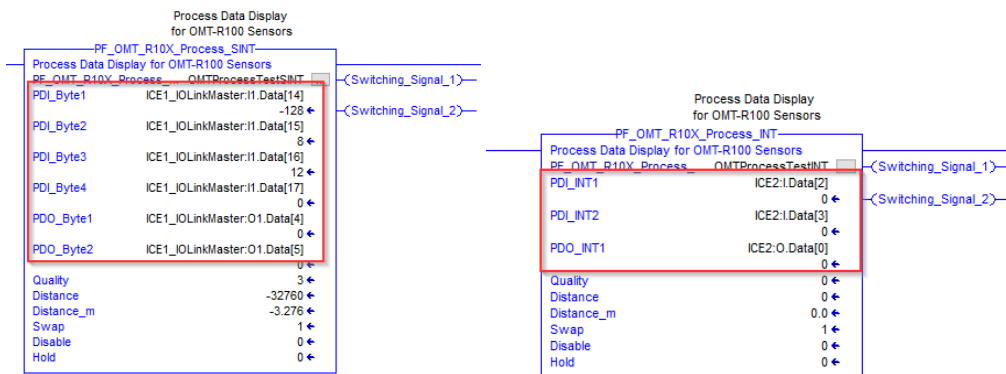 Process Data Display
for OMT-R100 Sensors
PF_OMT_R10X_Process_SINT
Process Data Display for OMT-R100 Sensors
PF_OMT_R10X_Process_... OMTProcessTestSINT ...
(Switching_Signal_1)
PDI_Byte1 ICE1_IOLinkMaster:I1.Data[14]
-128
(Switching_Signal_2)
PDI_Byte2 ICE1_IOLinkMaster:I1.Data[15]
8
PDI_Byte3 ICE1_IOLinkMaster:I1.Data[16]
12
PDI_Byte4 ICE1_IOLinkMaster:I1.Data[17]
0
PDO_Byte1 ICE1_IOLinkMaster:O1.Data[4]
0
PDO_Byte2 ICE1_IOLinkMaster:O1.Data[5]
0
Quality 3
Distance -32760
Distance_m -3.276
Swap 1
Disable 0
Hold 0
Process Data Display
for OMT-R100 Sensors
PF_OMT_R10X_Process_INT
Process Data Display for OMT-R100 Sensors
PF_OMT_R10X_Process_ OMTProcessTestINT
(Switching_Signal_1)
PDI_INT1 ICE2:I.Data[2]
0
(Switching_Signal_2)
PDI_INT2 ICE2:I.Data[3]
0
PDO_INT1 ICE2:O.Data[0]
0
Quality 0
Distance 0
Distance_m 0.0
Swap 1
Disable 0
Hold 0